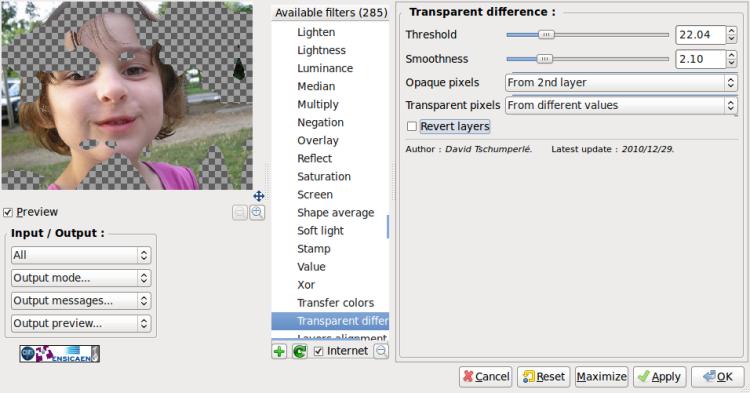 Available filters (285)
Lighten
Lightness
Luminance
Median
Multiply
Negation
Overlay
Reflect
Saturation
Screen
Shape average
Soft light
Stamp
Value
Xor
Transfer colors
Transparent differ
Layers alignment
Internet
Preview
Input / Output :
All
Output mode...
Output messages...
Output preview...
ENSICAEN
Transparent difference :
Threshold 22.04
Smoothness 2.10
Opaque pixels From 2nd layer
Transparent pixels From different values
Revert layers
Author : David Tschumperlé. Latest update : 2010/12/29.
Cancel Reset Maximize Apply OK